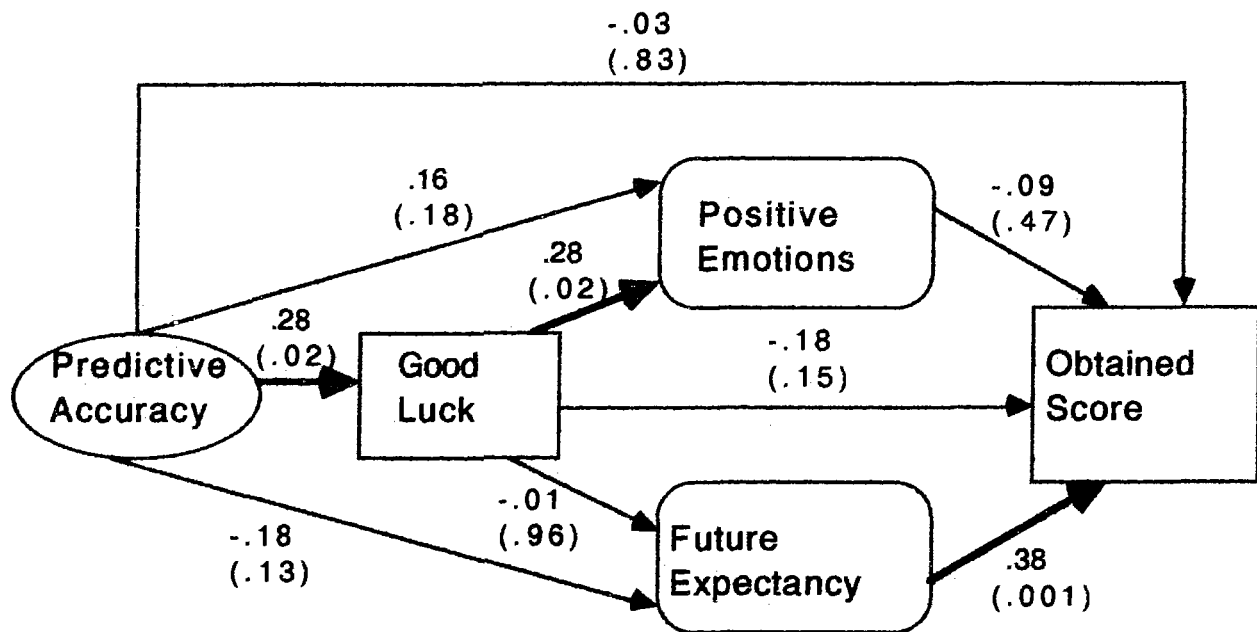 -.03
(.83)
.16
(.18)
Positive
Emotions
-.09
(.47)
.28
(.02)
.28
(.02)
Predictive
Accuracy
Good
Luck
-.18
(.15)
Obtained
Score
-.01
(.96)
-.18
(.13)
Future
Expectancy
.38
(.001)